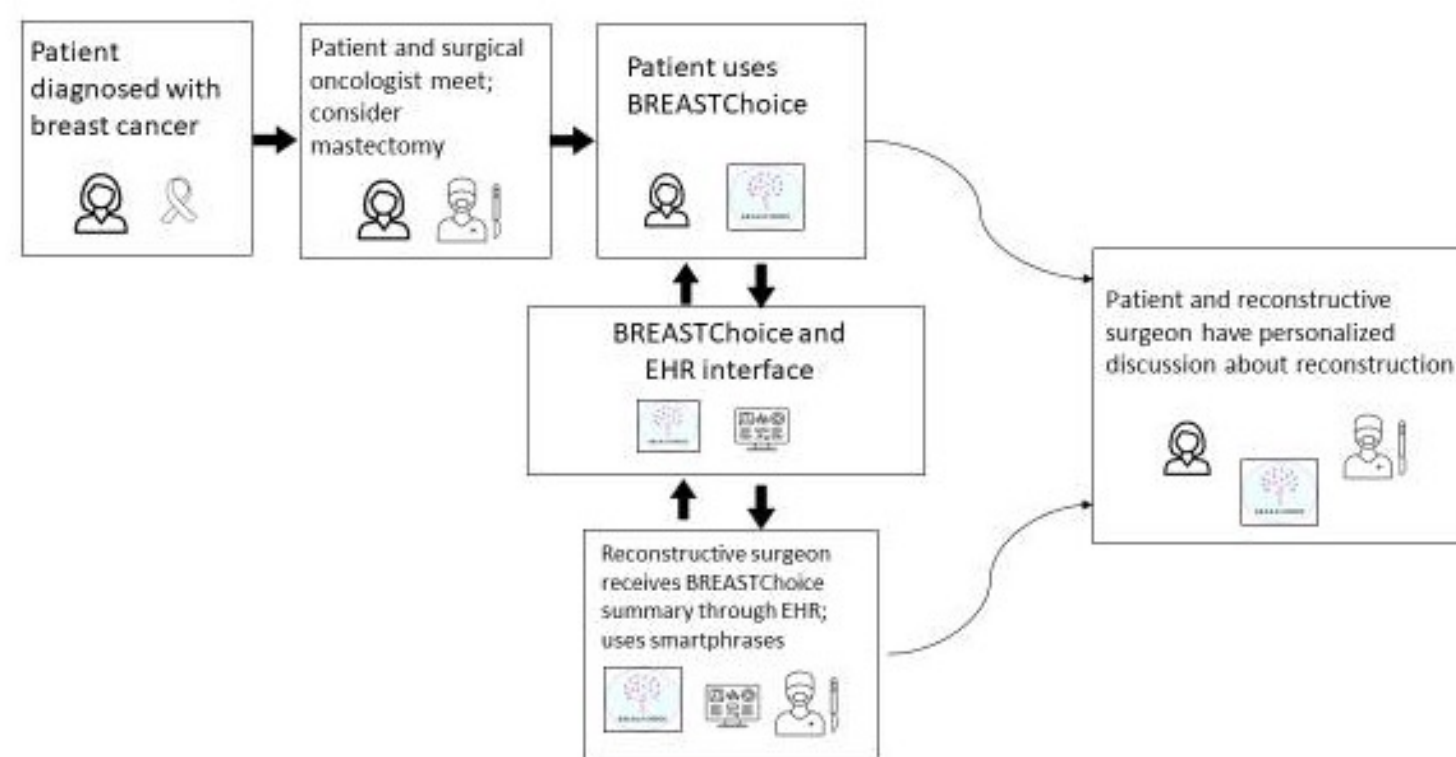 Patient
diagnosed with
breast cancer
Patient and surgical
oncologist meet;
consider
mastectomy
Patient uses
BREASTChoice
BREASTChoice and
EHR interface
Reconstructive surgeon
receives BREASTChoice
summary through EHR;
uses smartphrases
Patient and reconstructive
surgeon have personalized
discussion about reconstruction